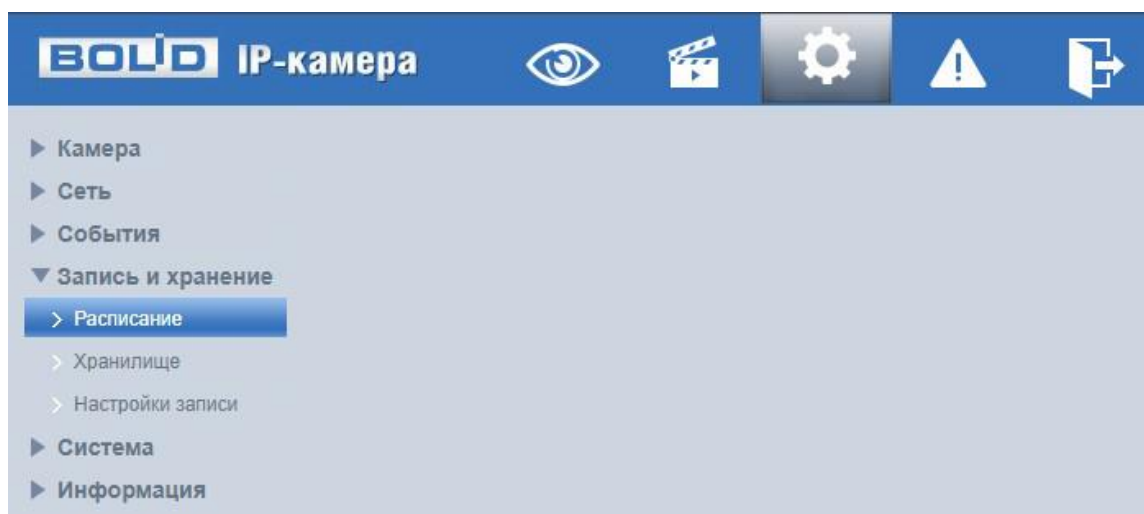 BOLID IP-камера
Камера
Сеть
События
Запись и хранение
Расписание
Хранилище
Настройки записи
Система
Информация